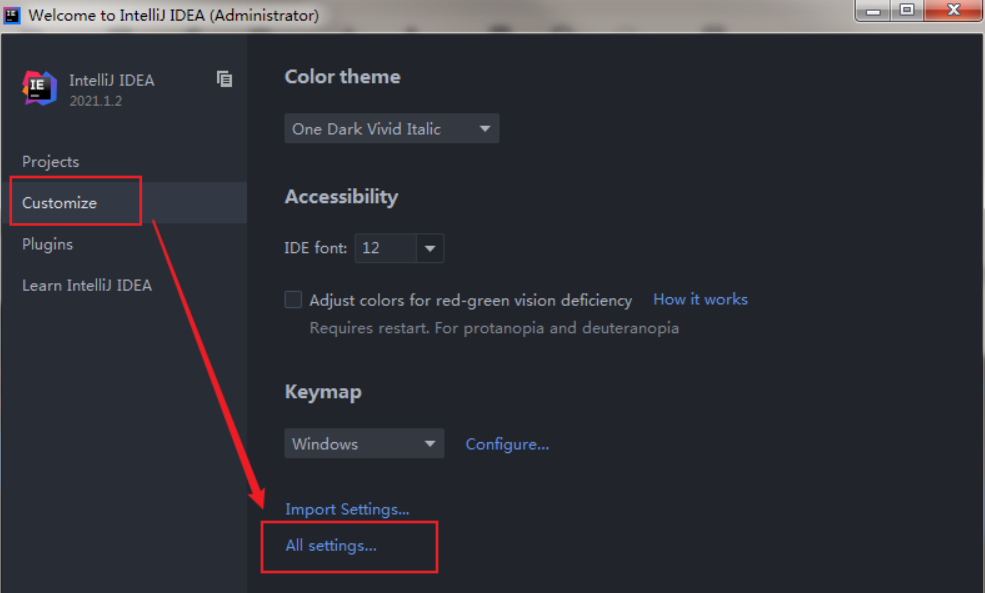 Welcome to IntelliJ IDEA (Administrator)
IntelliJ IDEA
2021.1.2
Projects
Customize
Plugins
Learn IntelliJ IDEA
Color theme
One Dark Vivid Italic
Accessibility
IDE font: 12
Adjust colors for red-green vision deficiency How it works
Requires restart. For protanopia and deuteranopia
Keymap
Windows Configure...
Import Settings...
All settings...